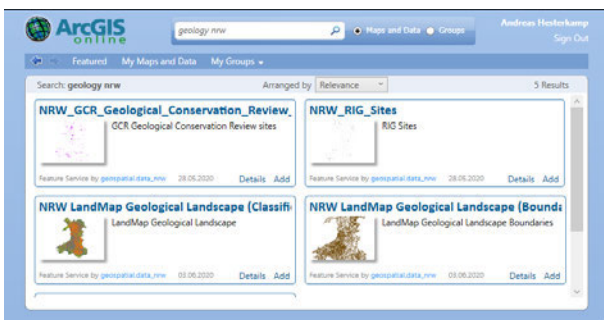 ArcGIS
online
geology nrw
Maps and Data
Groups
Andreas Hesterkamp
Sign Out
Featured My Maps and Data My Groups
Search: geology nrw
Arranged by Relevance
5 Results
NRW_GCR_Geological_Conservation_Review_
GCR Geological Conservation Review sites
Feature Service by geospatial.data_nrw 28.05.2020 Details Add
NRW_RIG_Sites
RIG Sites
Feature Service by geospatial.data_nrw 28.05.2020 Details Add
NRW LandMap Geological Landscape (Classifi
LandMap Geological Landscape
Feature Service by geospatial.data_nrw 03.06.2020 Details Add
NRW LandMap Geological Landscape (Bounda
LandMap Geological Landscape Boundaries
Feature Service by geospatial.data_nrw 03.06.2020 Details Add